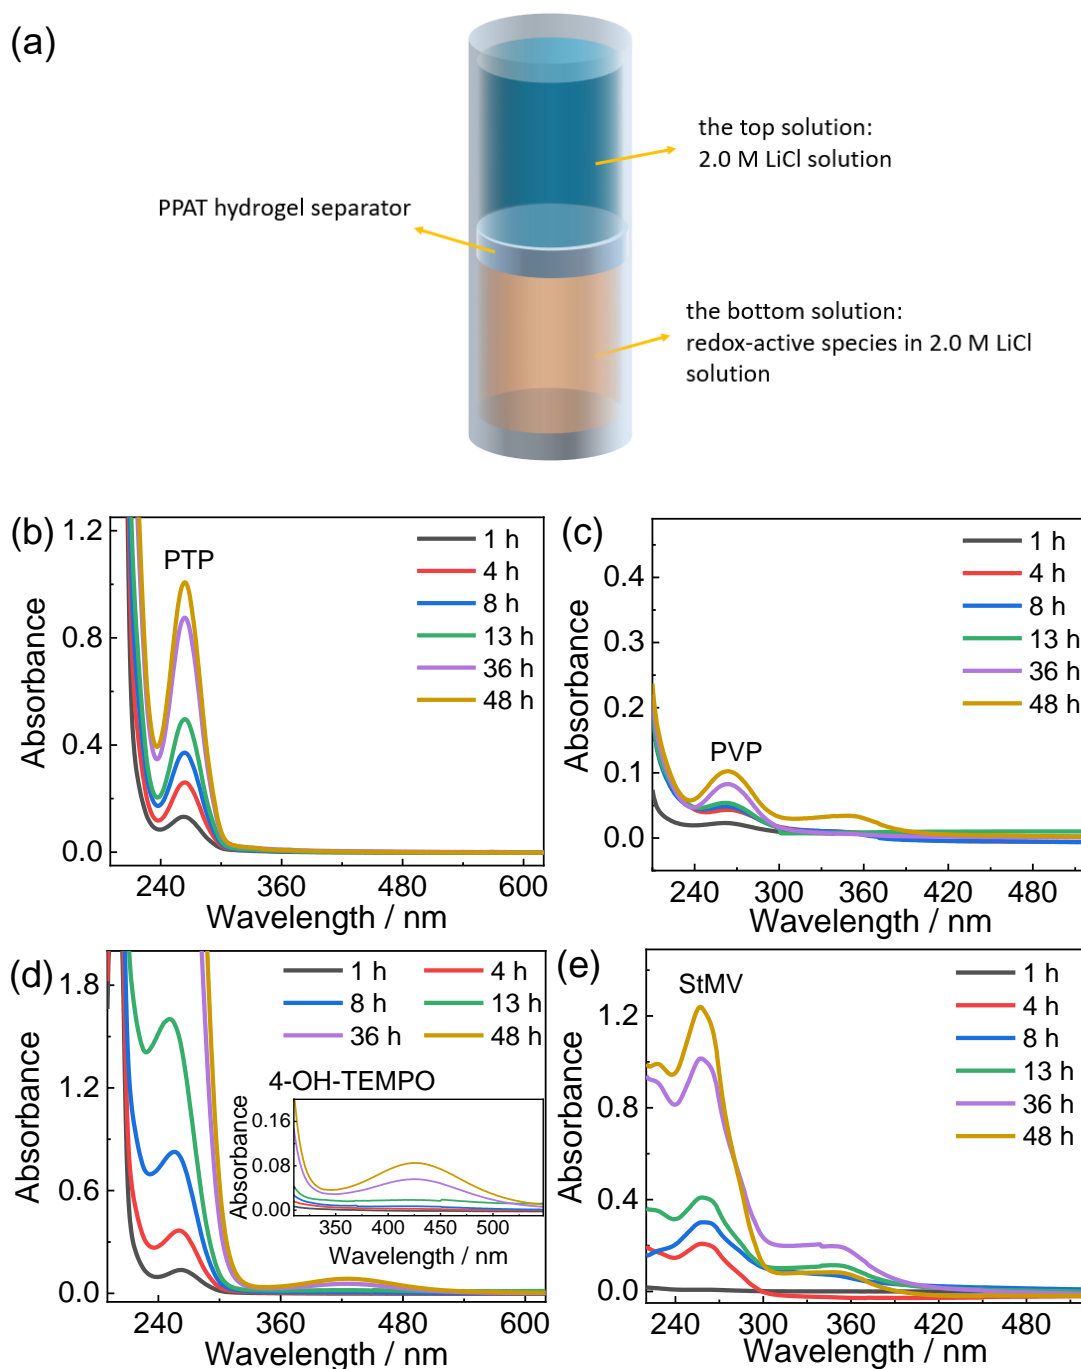 (a)
the top solution:
2.0 M LiCl solution
PPAT hydrogel separator
the bottom solution:
redox-active species in 2.0 M LiCl
solution
(b)
PTP
1 h
4 h
8 h
13 h
36 h
48 h
1.2
0.8
0.4
0.0
Absorbance
240 360 480 600
Wavelength / nm
(c)
PVP
1 h
4 h
8 h
13 h
36 h
48 h
0.4
0.3
0.2
0.1
0.0
Absorbance
240 300 360 420 480
Wavelength / nm
(d)
1 h 4 h
8 h 13 h
36 h 48 h
4-OH-TEMPO
1.8
1.2
0.6
0.0
Absorbance
0.16
0.08
0.00
Absorbance
350 400 450 500
Wavelength / nm
240 360 480 600
Wavelength / nm
(e)
StMV
1 h
4 h
8 h
13 h
36 h
48 h
1.2
0.8
0.4
0.0
Absorbance
240 300 360 420 480
Wavelength / nm